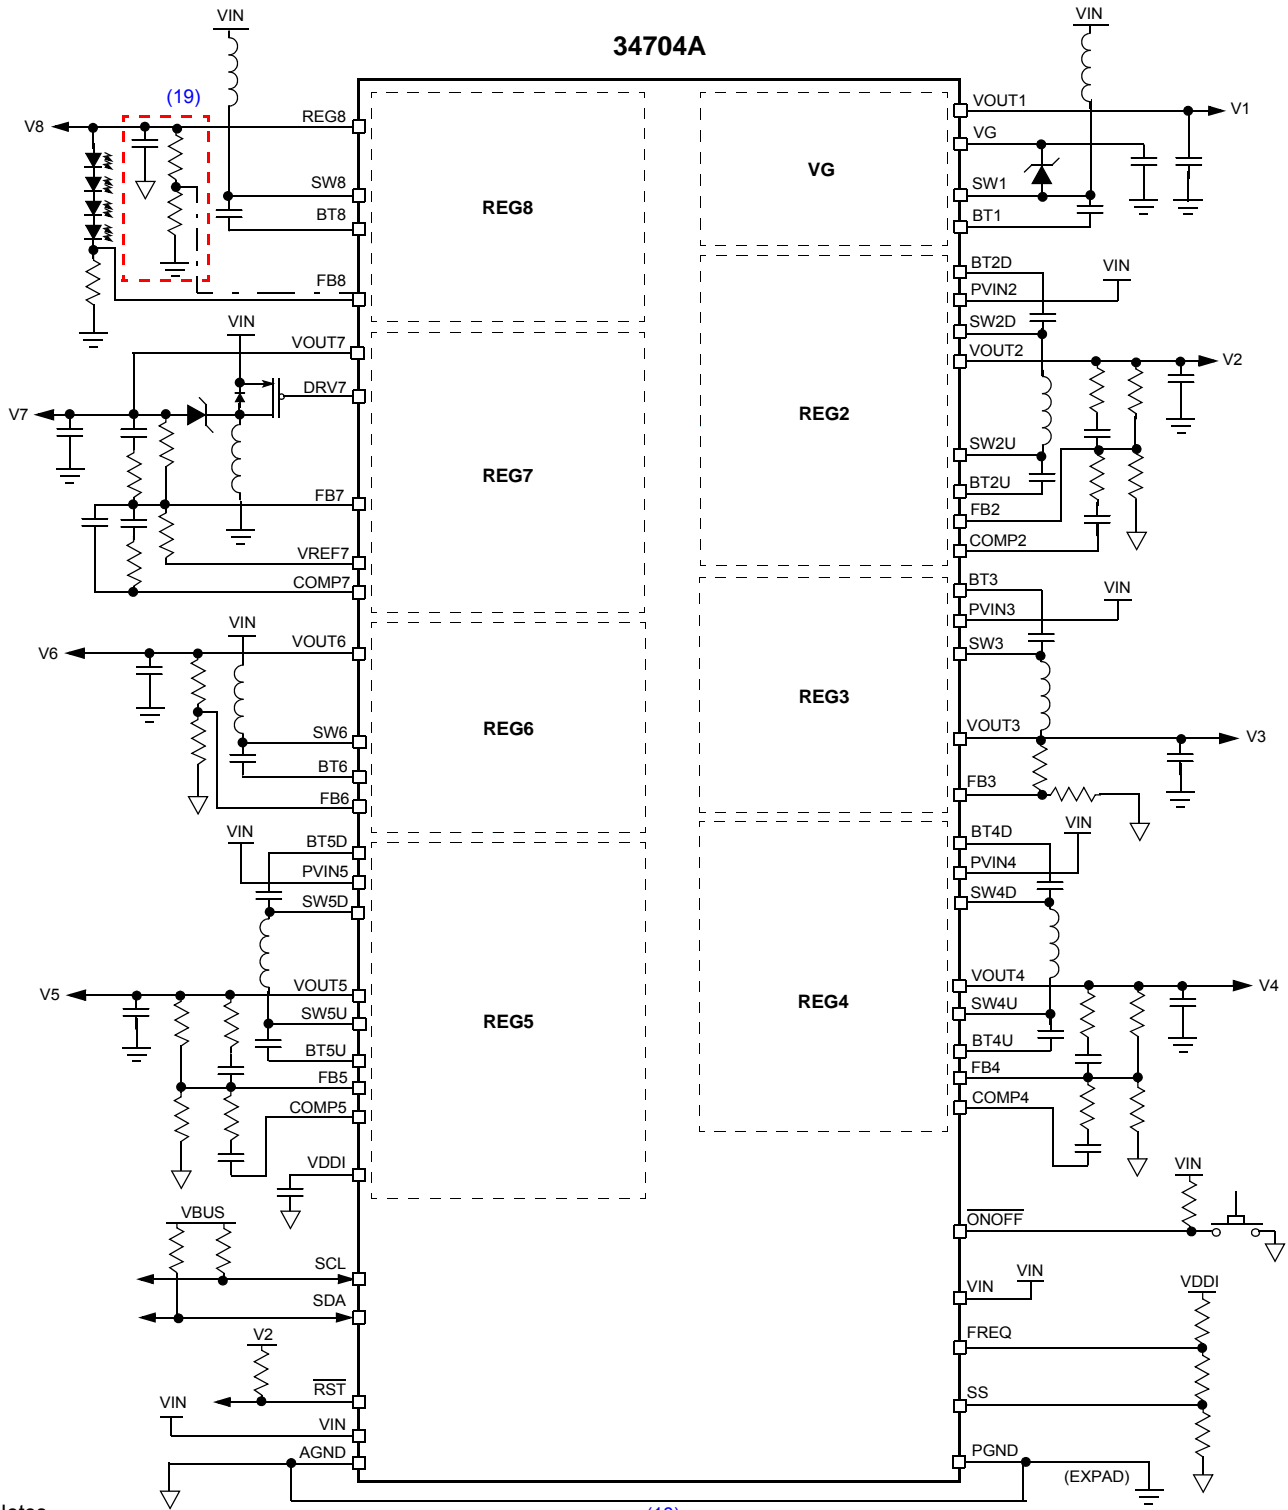 34704A
VIN
VIN
(19)
V8
REG8
SW8
BT8
FB8
REG8
VG
VOUT1
V1
VG
SW1
BT1
VIN
VOUT7
DRV7
V7
FB7
VREF7
COMP7
REG7
REG2
BT2D
VIN
PVIN2
SW2D
VOUT2
V2
SW2U
BT2U
FB2
COMP2
VIN
VOUT6
V6
SW6
BT6
FB6
REG6
REG3
BT3
VIN
PVIN3
SW3
VOUT3
V3
FB3
VIN
BT5D
PVIN5
SW5D
V5
VOUT5
SW5U
BT5U
FB5
COMP5
VDDI
REG5
REG4
BT4D
VIN
PVIN4
SW4D
VOUT4
V4
SW4U
BT4U
FB4
COMP4
VBUS
SCL
SDA
V2
RST
VIN
VIN
AGND
VIN
ONOFF
VIN
VIN
VDDI
FREQ
SS
PGND
(EXPAD)